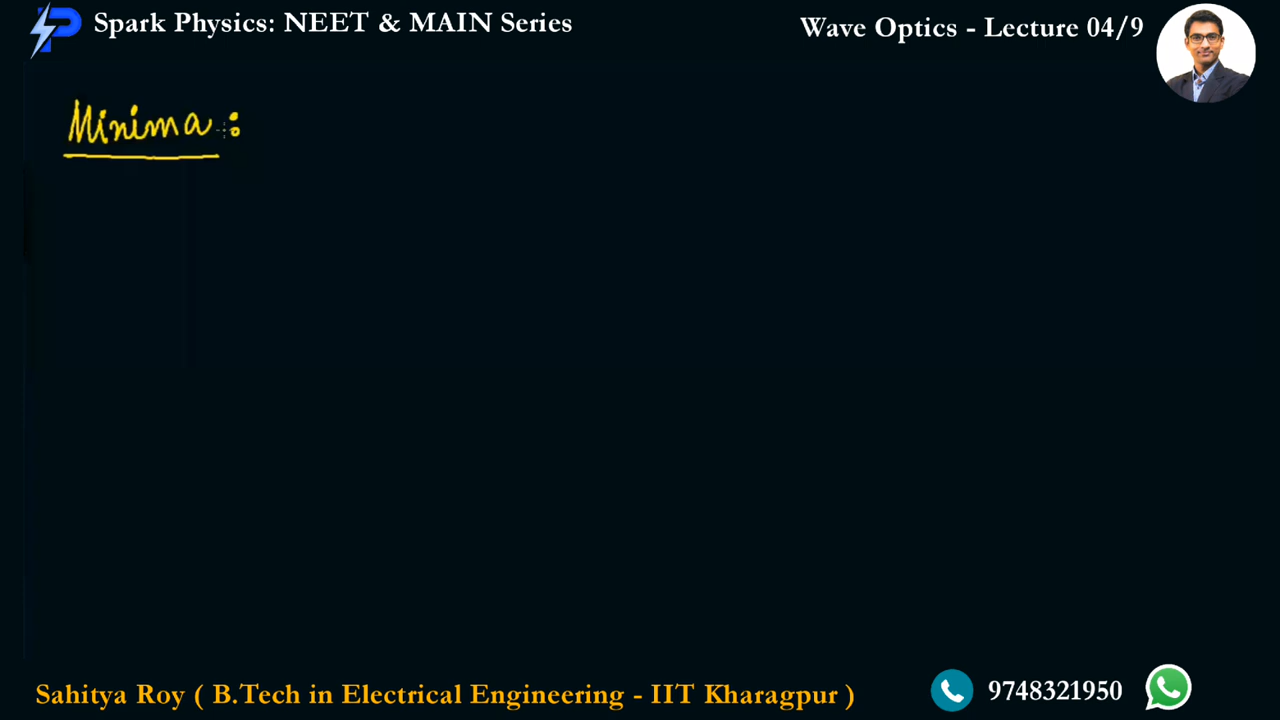 Spark Physics: NEET & MAIN Series
Wave Optics - Lecture 04/9
Minima :
Sahitya Roy ( B.Tech in Electrical Engineering - IIT Kharagpur )
9748321950